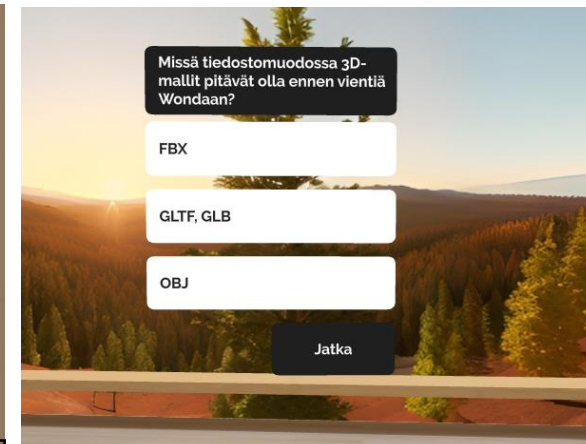 Missä tiedostomuodossa 3D-
mallit pitävät olla ennen vientiä
Wondaan?
FBX
GLTF, GLB
OBJ
Jatka